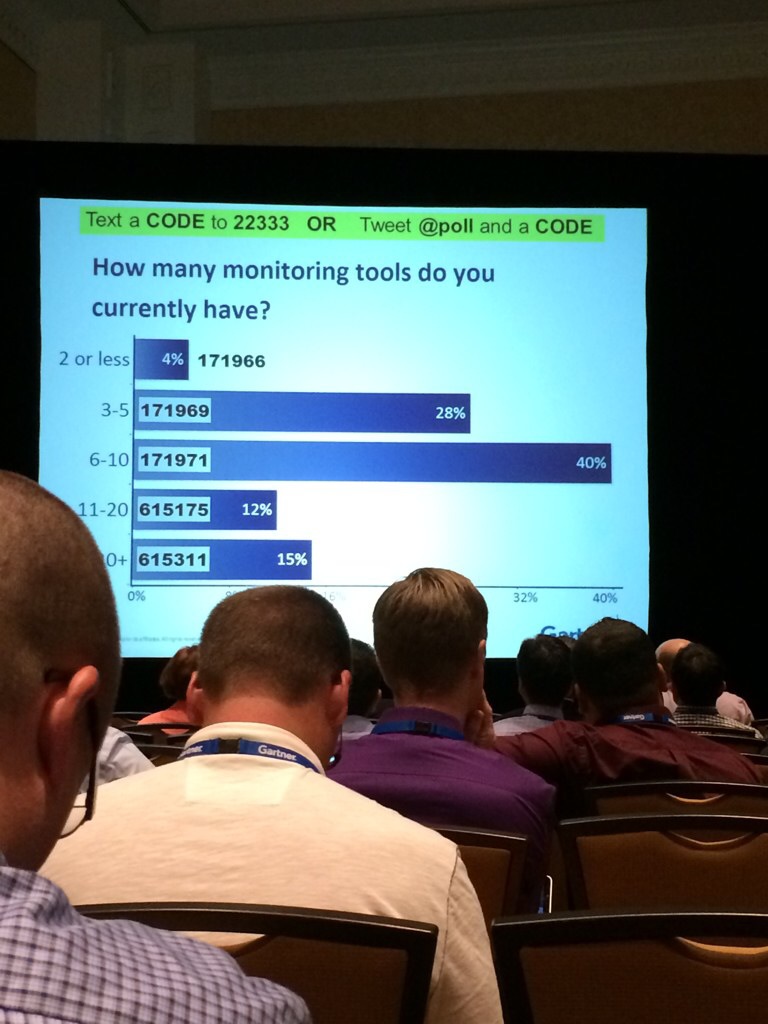 Text a CODE to 22333 OR Tweet @poll and a CODE
How many monitoring tools do you
currently have?
2 or less 4% 171966
3-5 171969 28%
6-10 171971 40%
11-20 615175 12%
0+ 615311 15%
0% 16% 32% 40%
Gartner